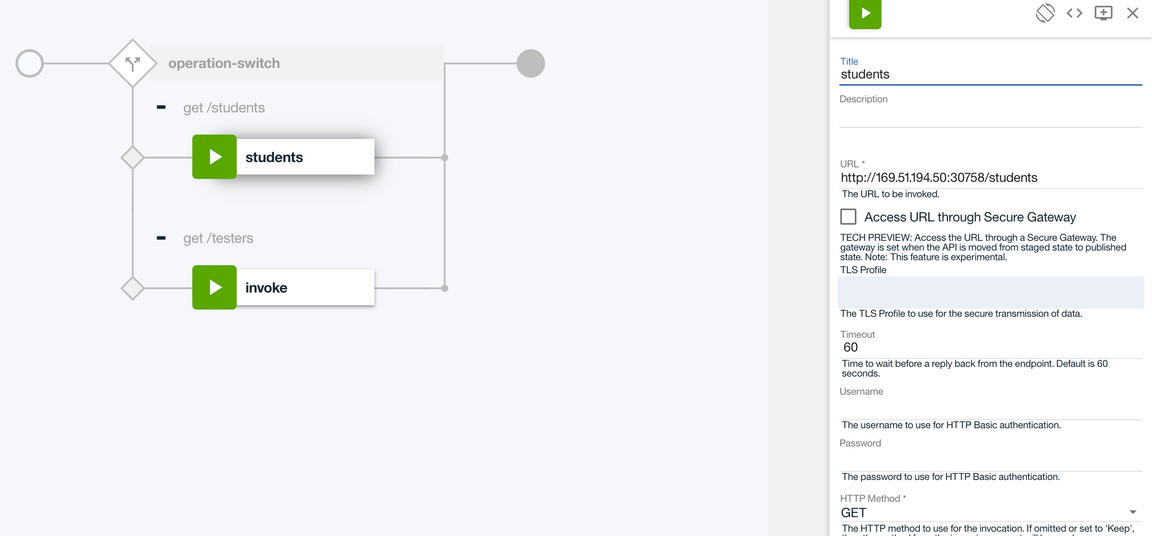 operation-switch
get /students
students
get /testers
invoke
Title
students
Description
URL *
http://169.51.194.50:30758/students
The URL to be invoked.
Access URL through Secure Gateway
TECH PREVIEW: Access the URL through a Secure Gateway. The
gateway is set when the API is moved from staged state to published
state. Note: This feature is experimental.
TLS Profile
The TLS Profile to use for the secure transmission of data.
Timeout
60
Time to wait before a reply back from the endpoint. Default is 60
seconds.
Username
The username to use for HTTP Basic authentication.
Password
The password to use for HTTP Basic authentication.
HTTP Method *
GET
The HTTP method to use for the invocation. If omitted or set to 'Keep',